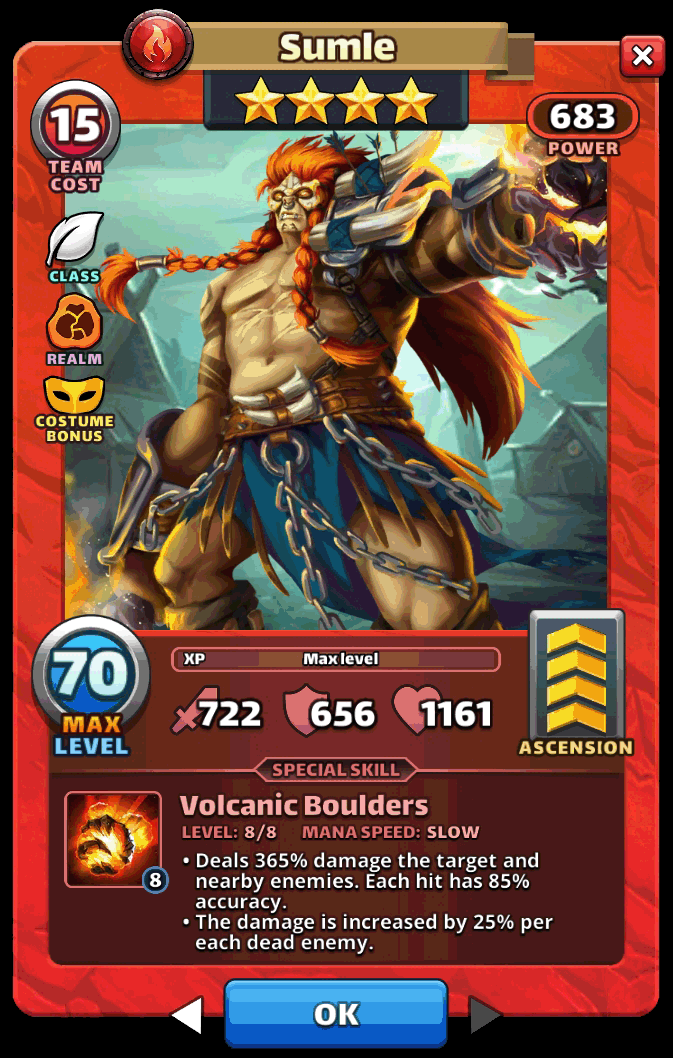 Sumle
15
TEAM
COST
683
POWER
CLASS
REALM
COSTUME
BONUS
70
MAX
LEVEL
XP
Max level
722
656
1161
ASCENSION
SPECIAL SKILL
Volcanic Boulders
LEVEL: 8/8 MANA SPEED: SLOW
8
• Deals 365% damage the target and
nearby enemies. Each hit has 85%
accuracy.
• The damage is increased by 25% per
each dead enemy.
OK